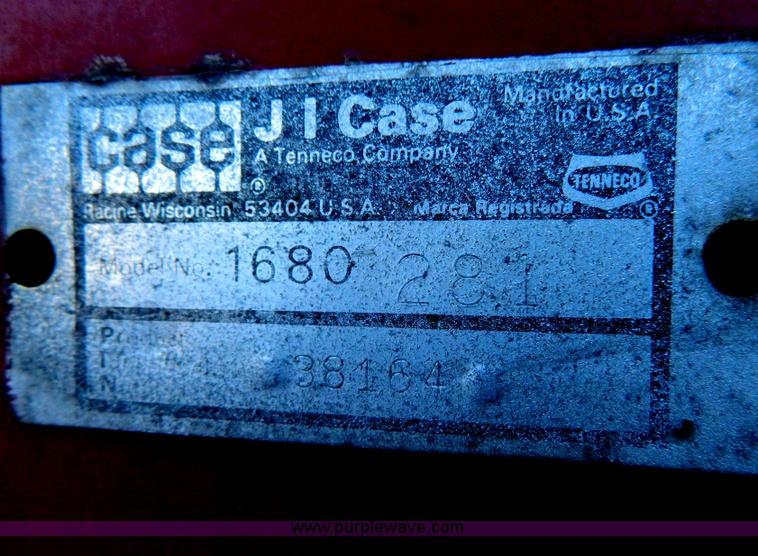 case J I Case Manufactured
in U.S.A
A Tenneco Company
TENNECO
®
Racine Wisconsin 53404 U.S.A. Marca Registrada ®
Model No. 1680 281
Product
38164
www.purplewave.com